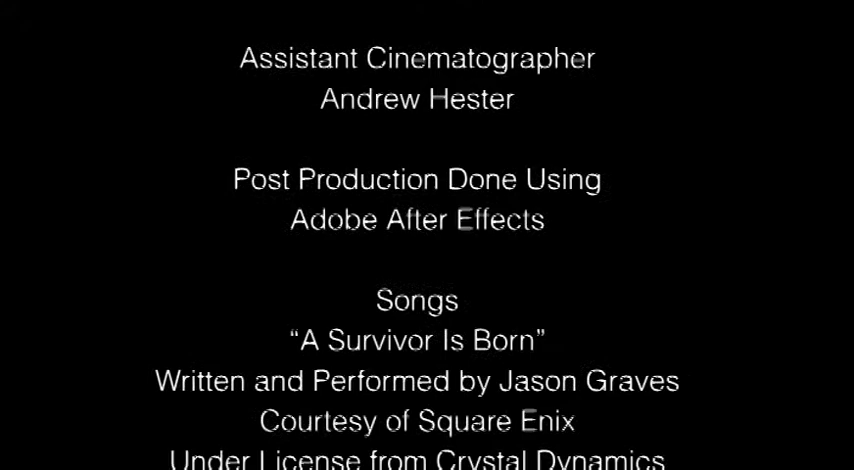 Assistant Cinematographer
Andrew Hester
Post Production Done Using
Adobe After Effects
Songs
“A Survivor Is Born”
Written and Performed by Jason Graves
Courtesy of Square Enix
Under License from Crystal Dynamics